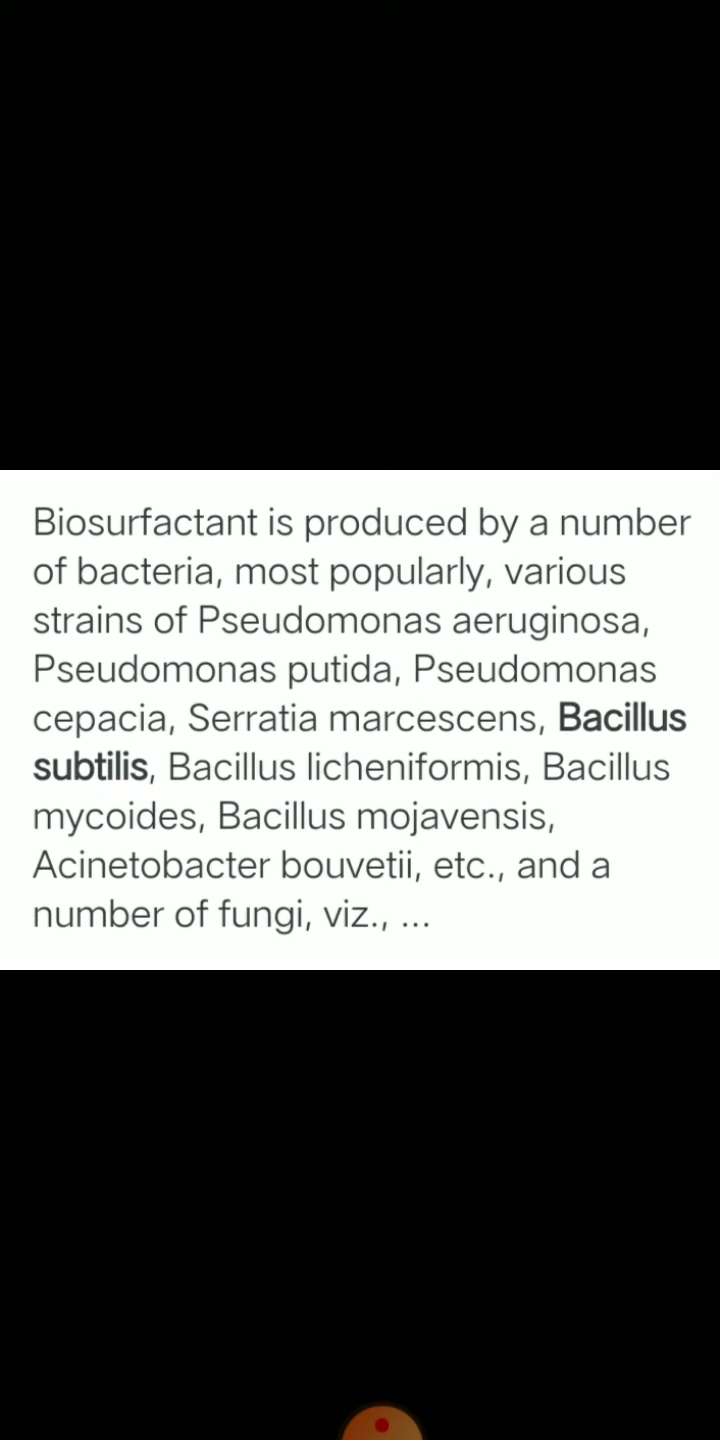 Biosurfactant is produced by a number
of bacteria, most popularly, various
strains of Pseudomonas aeruginosa,
Pseudomonas putida, Pseudomonas
cepacia, Serratia marcescens, Bacillus
subtilis, Bacillus licheniformis, Bacillus
mycoides, Bacillus mojavensis,
Acinetobacter bouvetii, etc., and a
number of fungi, viz., ...